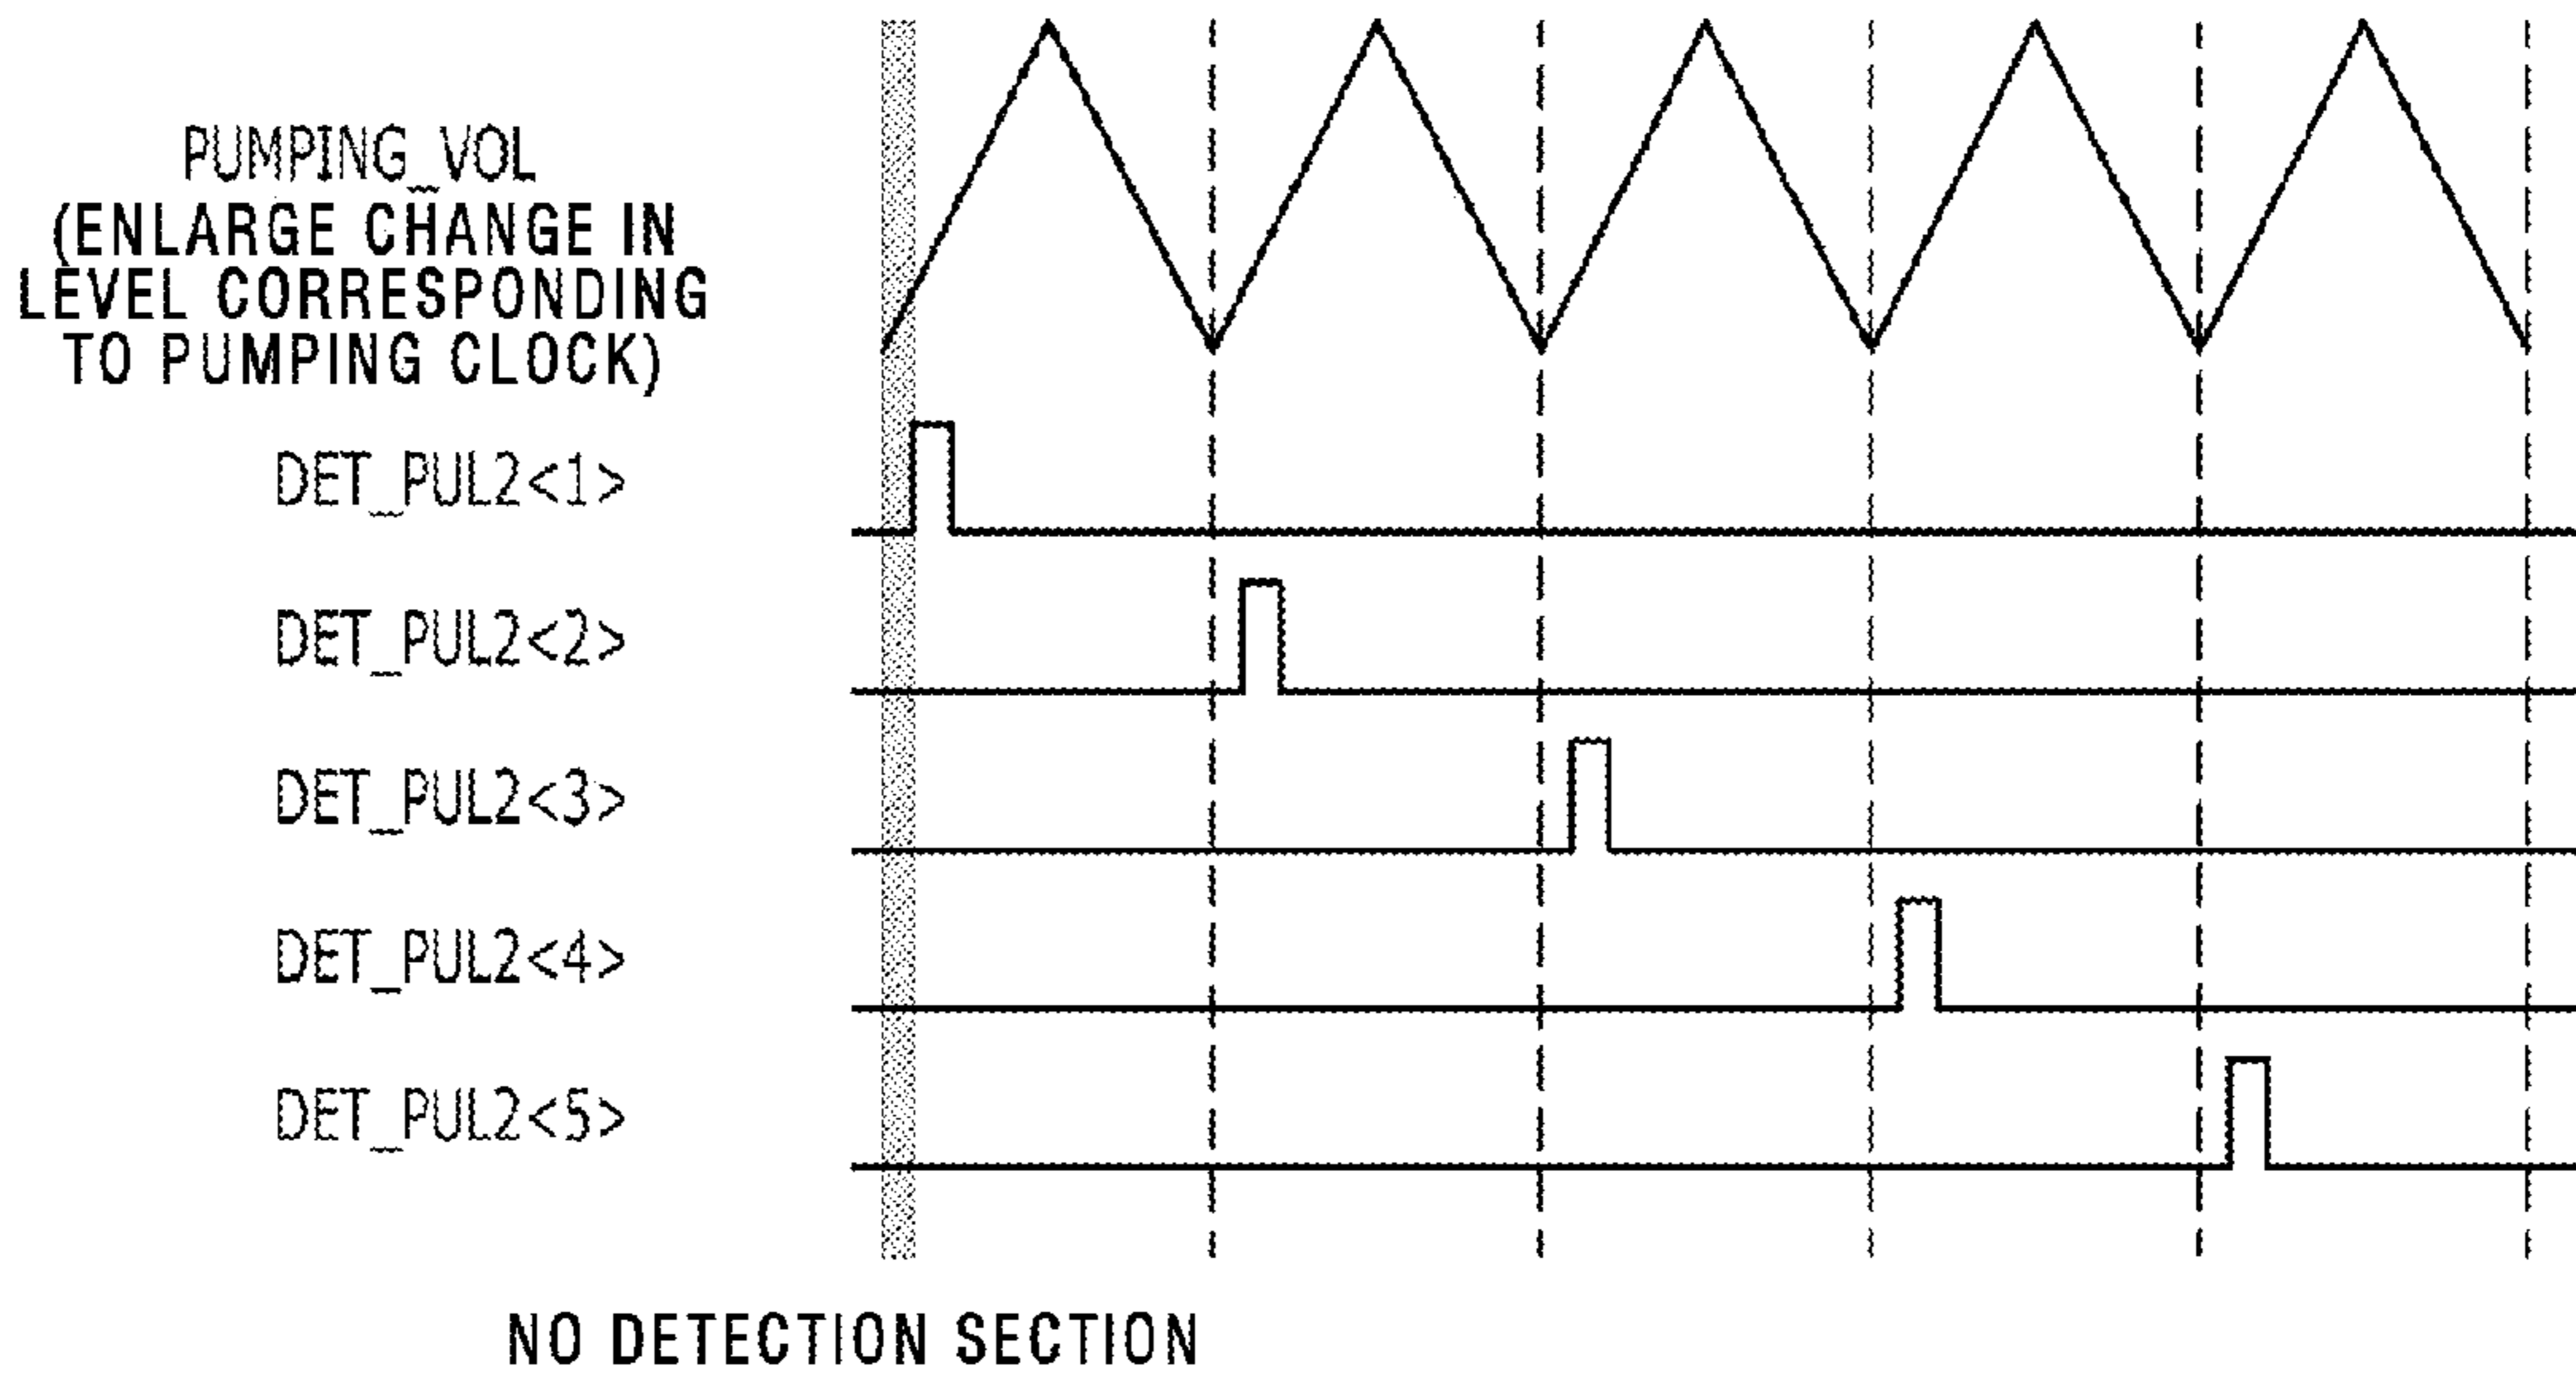 PUMPING_VOL
(ENLARGE CHANGE IN
LEVEL CORRESPONDING
TO PUMPING CLOCK)
DET_PUL2<1>
DET_PUL2<2>
DET_PUL2<3>
DET_PUL2<4>
DET_PUL2<5>
NO DETECTION SECTION